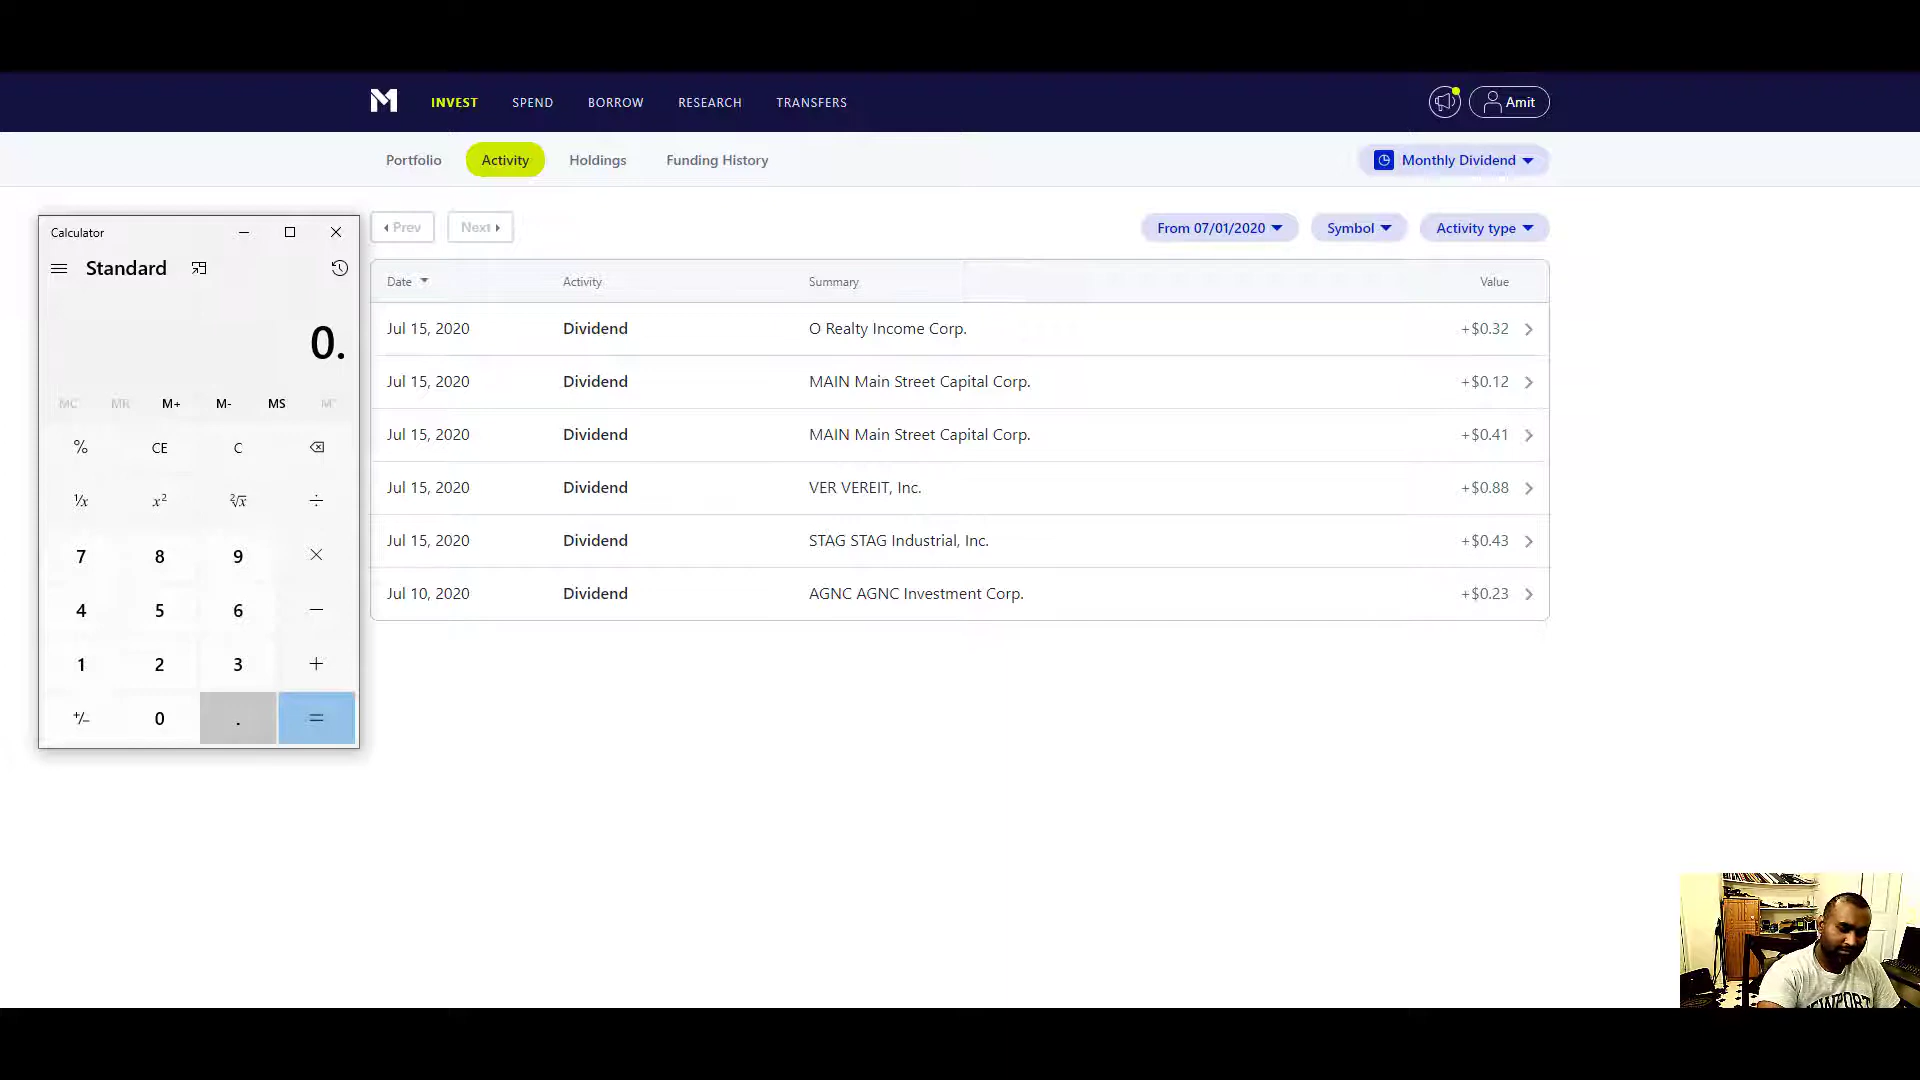 M INVEST SPEND BORROW RESEARCH TRANSFERS Amit
Portfolio Activity Holdings Funding History Monthly Dividend
Prev Next From 07/01/2020 Symbol Activity type
Date Activity Summary Value
Jul 15, 2020 Dividend O Realty Income Corp. +$0.32
Jul 15, 2020 Dividend MAIN Main Street Capital Corp. +$0.12
Jul 15, 2020 Dividend MAIN Main Street Capital Corp. +$0.41
Jul 15, 2020 Dividend VER VEREIT, Inc. +$0.88
Jul 15, 2020 Dividend STAG STAG Industrial, Inc. +$0.43
Jul 10, 2020 Dividend AGNC AGNC Investment Corp. +$0.23
Calculator
Standard
0.
MC MR M+ M- MS
% CE C
¹/x x² ²√x ÷
7 8 9 ×
4 5 6 −
1 2 3 +
+/− 0 . =